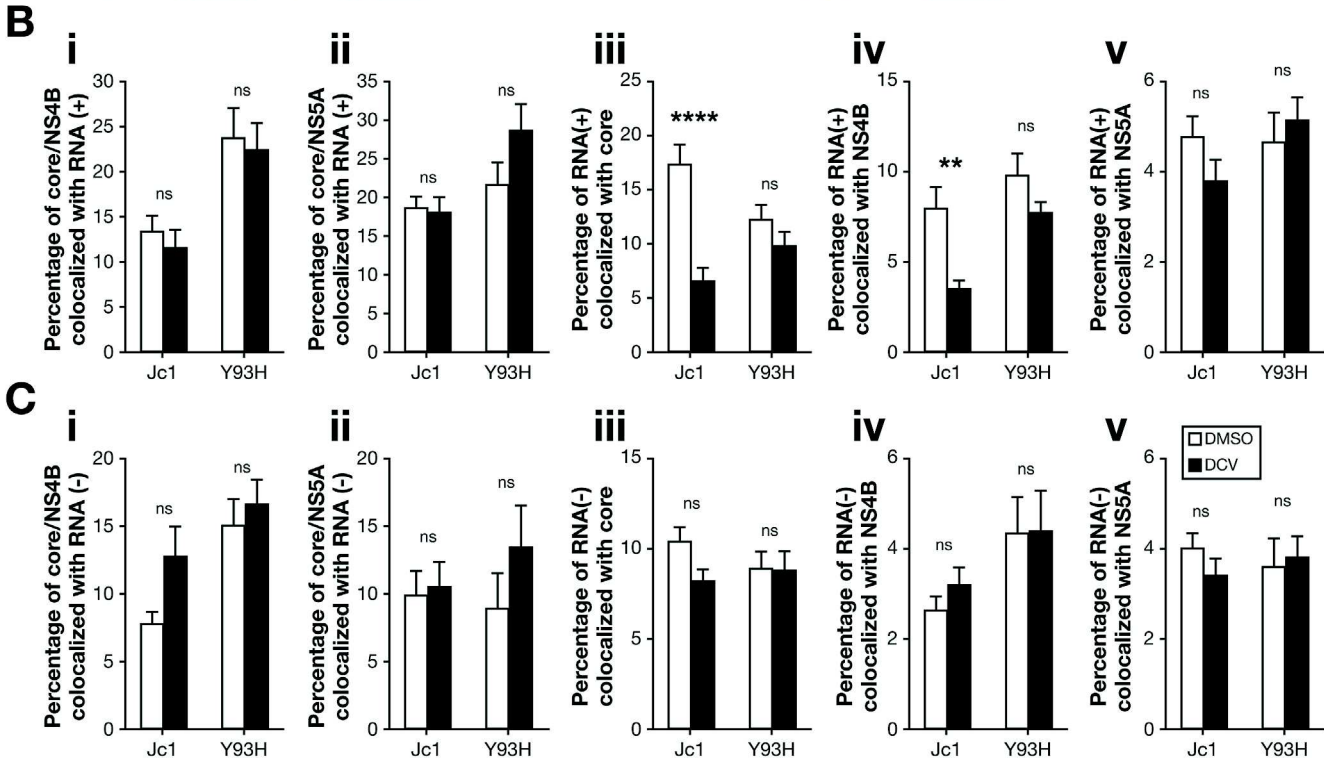 B
i
Percentage of core/NS4B
colocalized with RNA (+)
30
25
20
15
10
5
0
ns
ns
Jc1
Y93H
ii
Percentage of core/NS5A
colocalized with RNA (+)
35
30
25
20
15
10
5
0
ns
ns
Jc1
Y93H
iii
Percentage of RNA(+)
colocalized with core
25
20
15
10
5
0
****
ns
Jc1
Y93H
iv
Percentage of RNA(+)
colocalized with NS4B
15
10
5
0
**
ns
Jc1
Y93H
v
Percentage of RNA(+)
colocalized with NS5A
6
4
2
0
ns
ns
Jc1
Y93H
C
i
Percentage of core/NS4B
colocalized with RNA (-)
20
15
10
5
0
ns
ns
Jc1
Y93H
ii
Percentage of core/NS5A
colocalized with RNA (-)
20
15
10
5
0
ns
ns
Jc1
Y93H
iii
Percentage of RNA(-)
colocalized with core
15
10
5
0
ns
ns
Jc1
Y93H
iv
Percentage of RNA(-)
colocalized with NS4B
6
4
2
0
ns
ns
Jc1
Y93H
v
DMSO
DCV
Percentage of RNA(-)
colocalized with NS5A
6
4
2
0
ns
ns
Jc1
Y93H